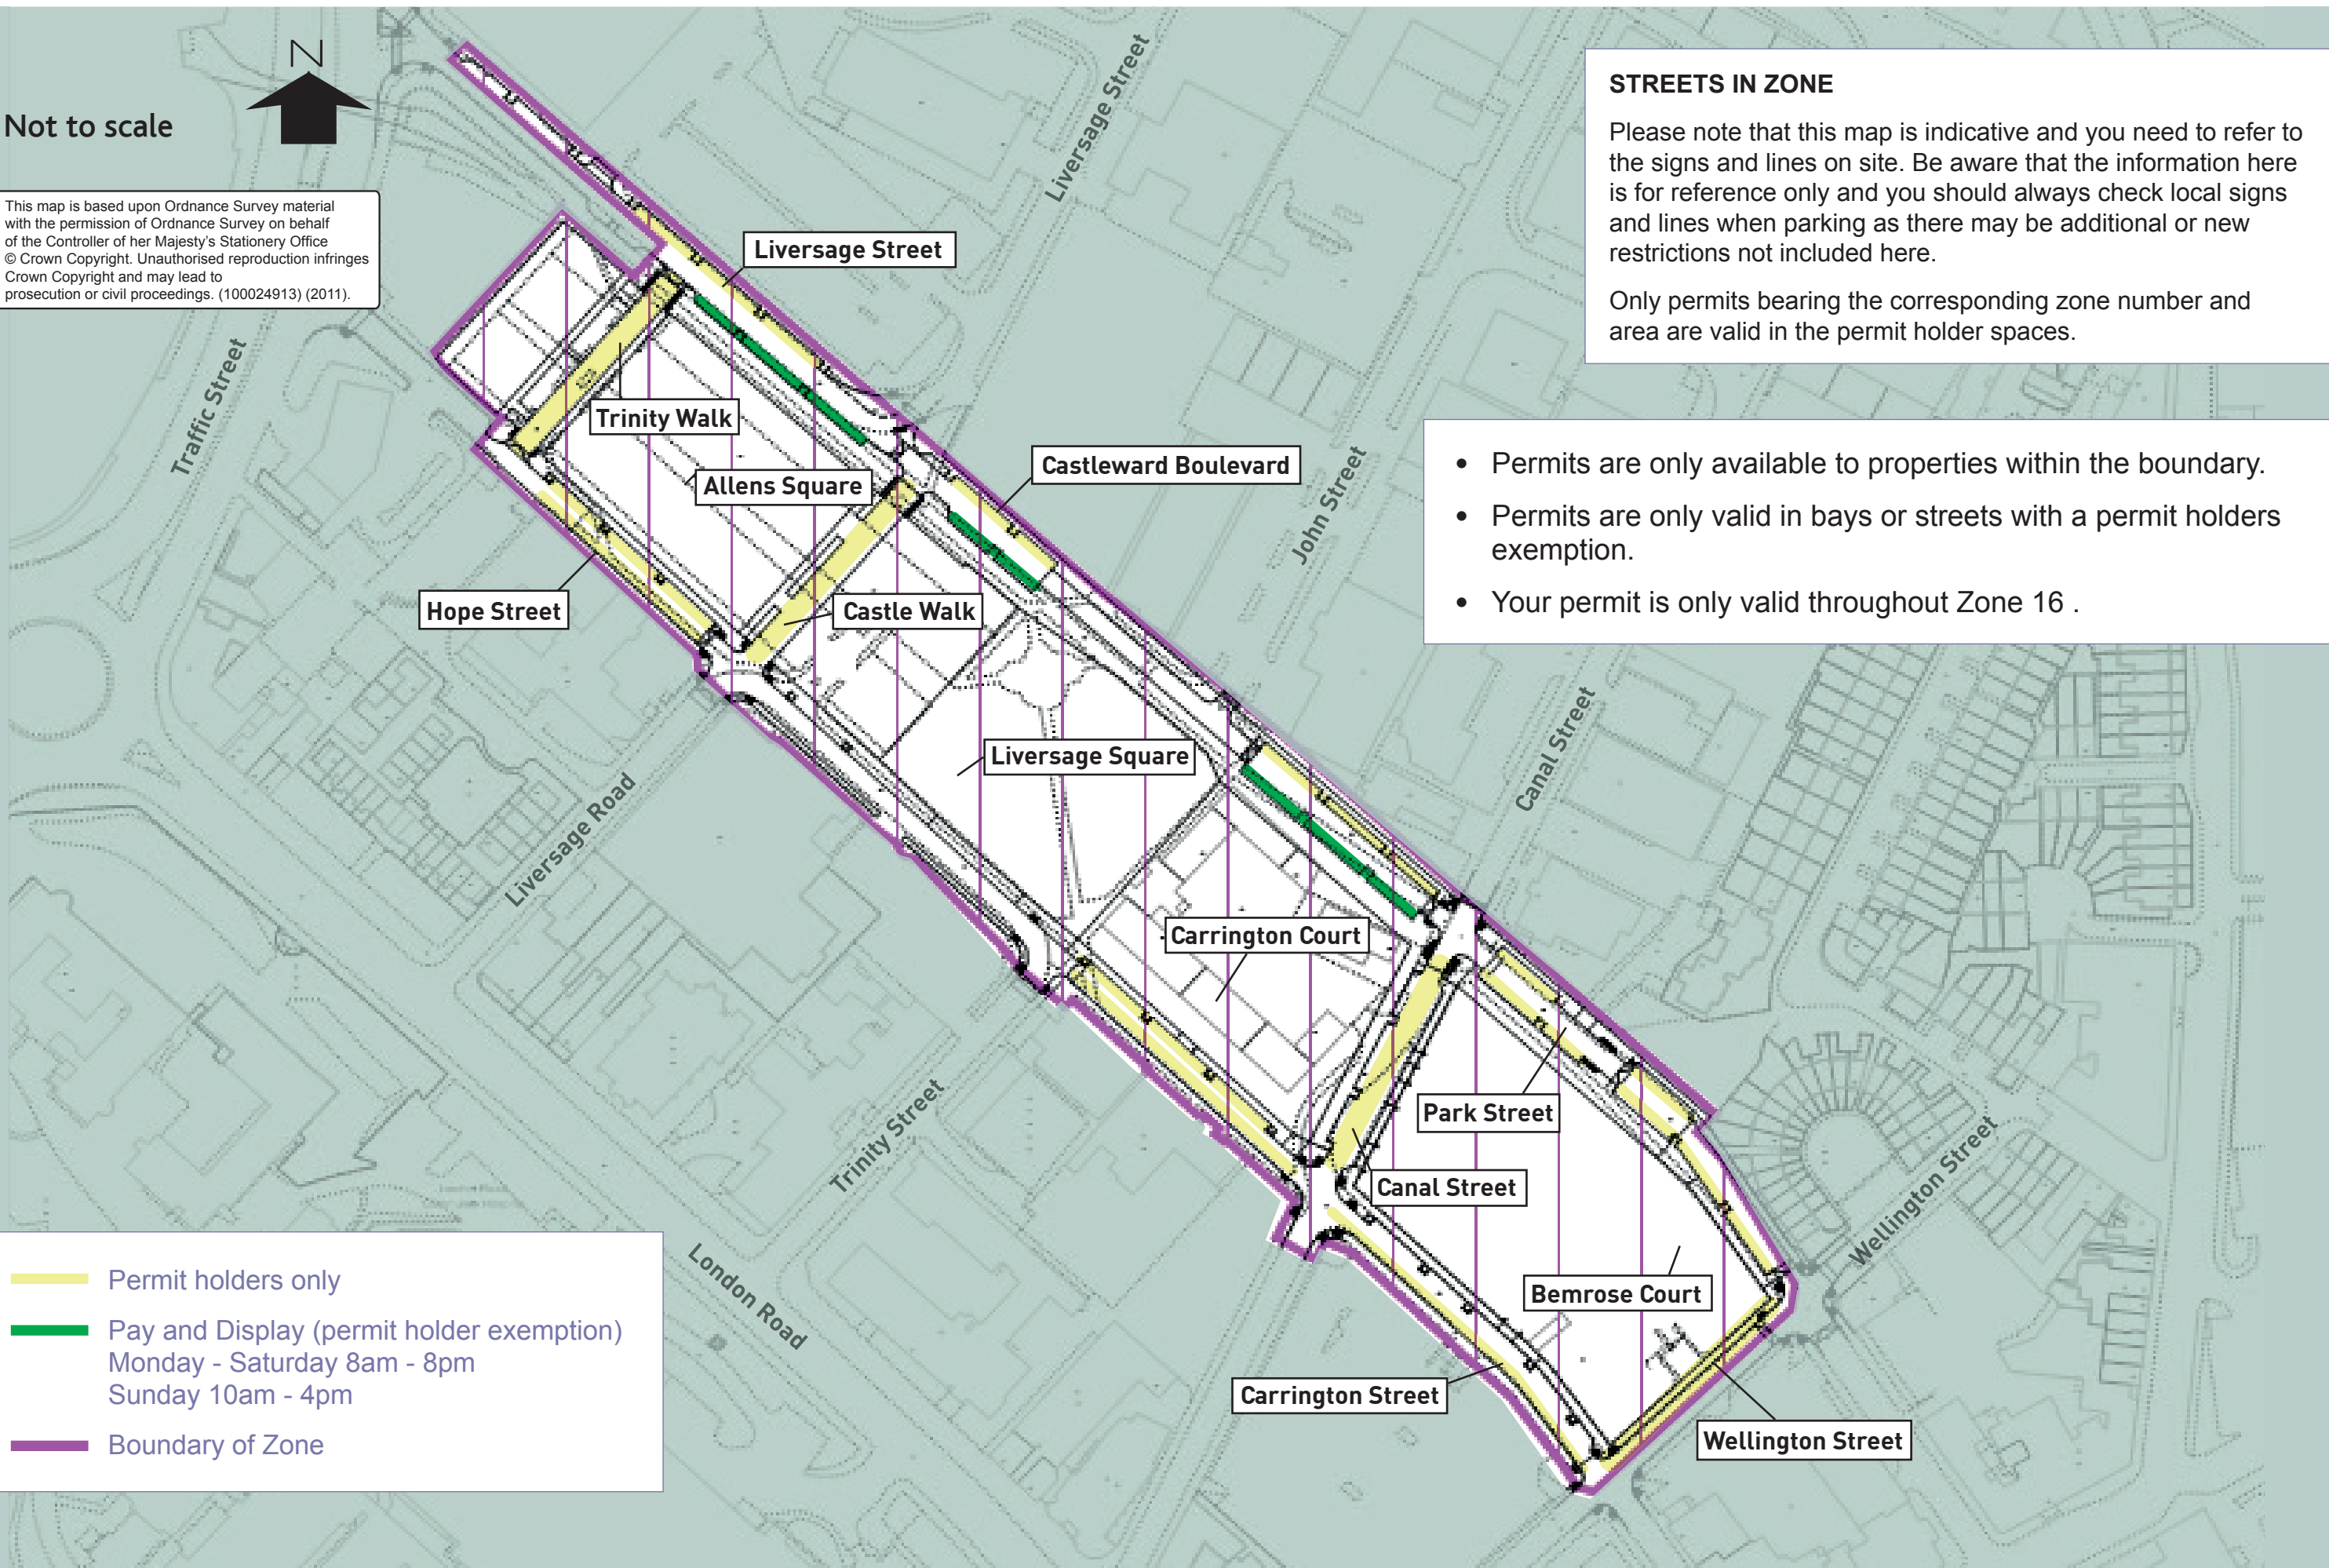 N
Not to scale
This map is based upon Ordnance Survey material
with the permission of Ordnance Survey on behalf
of the Controller of her Majesty's Stationery Office
© Crown Copyright. Unauthorised reproduction infringes
Crown Copyright and may lead to
prosecution or civil proceedings. (100024913) (2011).
STREETS IN ZONE
Please note that this map is indicative and you need to refer to
the signs and lines on site. Be aware that the information here
is for reference only and you should always check local signs
and lines when parking as there may be additional or new
restrictions not included here.
Only permits bearing the corresponding zone number and
area are valid in the permit holder spaces.
• Permits are only available to properties within the boundary.
• Permits are only valid in bays or streets with a permit holders
exemption.
• Your permit is only valid throughout Zone 16 .
Liversage Street
Liversage Street
Traffic Street
Trinity Walk
Allens Square
Castleward Boulevard
John Street
Hope Street
Castle Walk
Liversage Square
Canal Street
Liversage Road
Carrington Court
Trinity Street
Park Street
Canal Street
Wellington Street
London Road
Bemrose Court
Carrington Street
Wellington Street
Permit holders only
Pay and Display (permit holder exemption)
Monday - Saturday 8am - 8pm
Sunday 10am - 4pm
Boundary of Zone